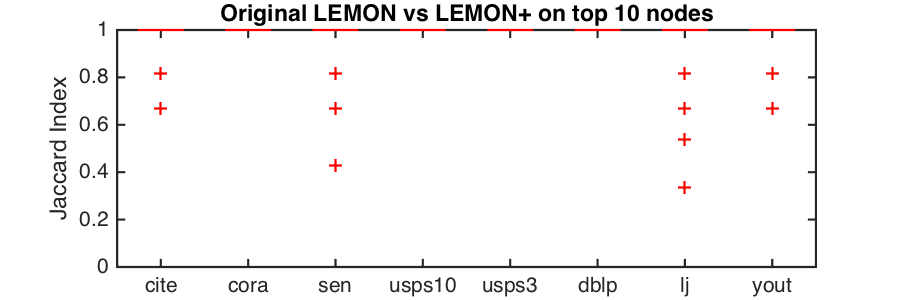 Original LEMON vs LEMON+ on top 10 nodes
Jaccard Index
1
0.8
0.6
0.4
0.2
0
cite cora sen usps10 usps3 dblp lj yout